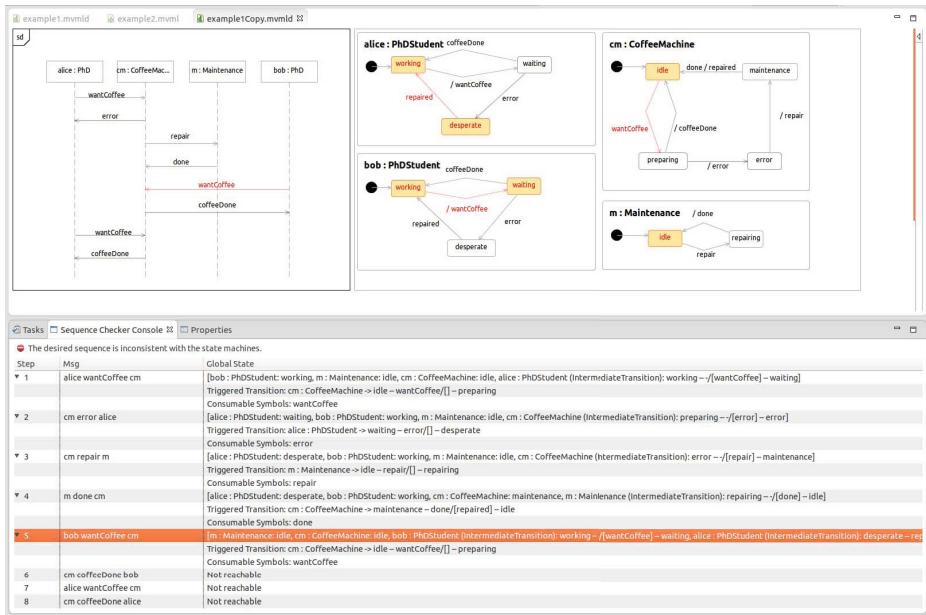 example1.mvmld
example2.mvml
example1Copy.mvmld
sd
alice : PhD
cm : CoffeeMac...
m : Maintenance
bob : PhD
wantCoffee
error
repair
done
wantCoffee
coffeeDone
wantCoffee
coffeeDone
alice : PhDStudent
coffeeDone
working
waiting
/ wantCoffee
repaired
error
desperate
bob : PhDStudent
coffeeDone
working
waiting
/ wantCoffee
repaired
error
desperate
cm : CoffeeMachine
idle
done / repaired
maintenance
wantCoffee
/ coffeeDone
/ repair
preparing
/ error
error
m : Maintenance
/ done
idle
repairing
repair
Tasks
Sequence Checker Console
Properties
The desired sequence is inconsistent with the state machines.
Step Msg Global State
1 alice wantCoffee cm [bob : PhDStudent: working, m : Maintenance: idle, cm : CoffeeMachine: idle, alice : PhDStudent (IntermediateTransition): working – -/[wantCoffee] – waiting]
Triggered Transition: cm : CoffeeMachine -> idle – wantCoffee/[] – preparing
Consumable Symbols: wantCoffee
2 cm error alice [alice : PhDStudent: waiting, bob : PhDStudent: working, m : Maintenance: idle, cm : CoffeeMachine (IntermediateTransition): preparing – -/[error] – error]
Triggered Transition: alice : PhDStudent -> waiting – error/[] – desperate
Consumable Symbols: error
3 cm repair m [alice : PhDStudent: desperate, bob : PhDStudent: working, m : Maintenance: idle, cm : CoffeeMachine (IntermediateTransition): error – -/[repair] – maintenance]
Triggered Transition: m : Maintenance -> idle – repair/[] – repairing
Consumable Symbols: repair
4 m done cm [alice : PhDStudent: desperate, bob : PhDStudent: working, cm : CoffeeMachine: maintenance, m : Maintenance (IntermediateTransition): repairing – -/[done] – idle]
Triggered Transition: cm : CoffeeMachine -> maintenance – done/[repaired] – idle
Consumable Symbols: done
5 bob wantCoffee cm [m : Maintenance: idle, cm : CoffeeMachine: idle, bob : PhDStudent (IntermediateTransition): working – -/[wantCoffee] – waiting, alice : PhDStudent (IntermediateTransition): desperate – rep
Triggered Transition: cm : CoffeeMachine -> idle – wantCoffee/[] – preparing
Consumable Symbols: wantCoffee
6 cm coffeeDone bob Not reachable
7 alice wantCoffee cm Not reachable
8 cm coffeeDone alice Not reachable